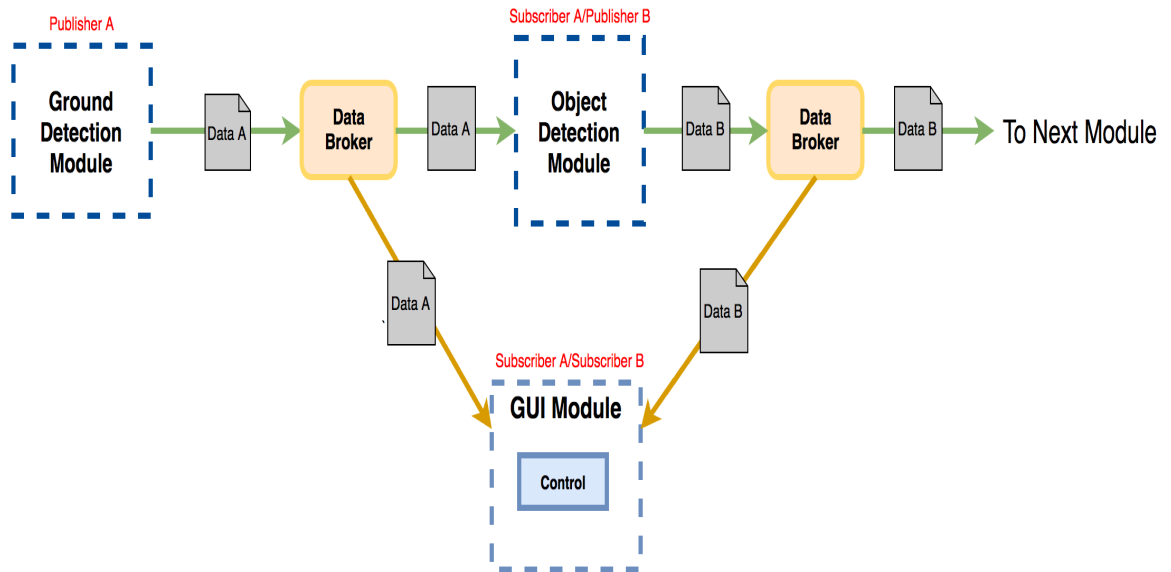 Publisher A
Subscriber A/Publisher B
Ground
Detection
Module
Data A
Data
Broker
Data A
Object
Detection
Module
Data B
Data
Broker
Data B
To Next Module
Data A
Data B
Subscriber A/Subscriber B
GUI Module
Control